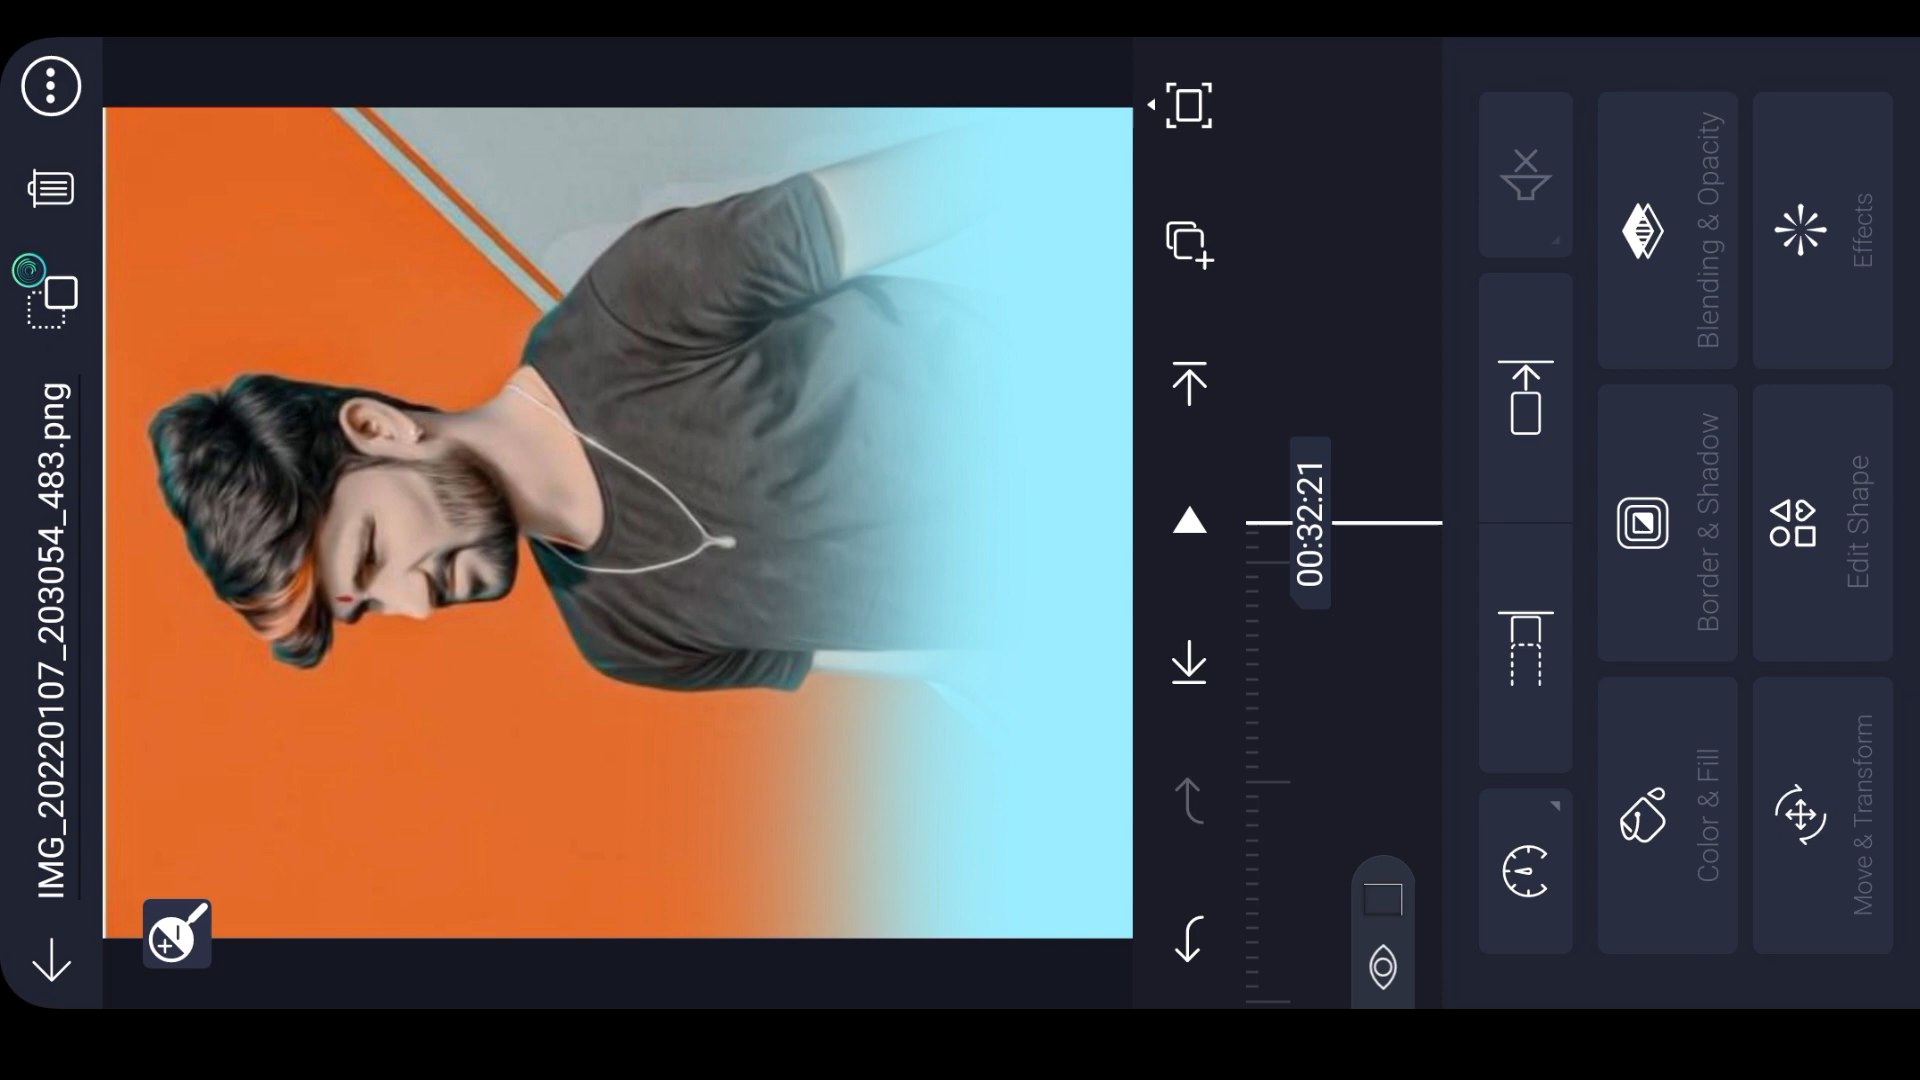 IMG_20220107_203054_483.png
00:32:21
Color & Fill
Border & Shadow
Blending & Opacity
Move & Transform
Edit Shape
Effects